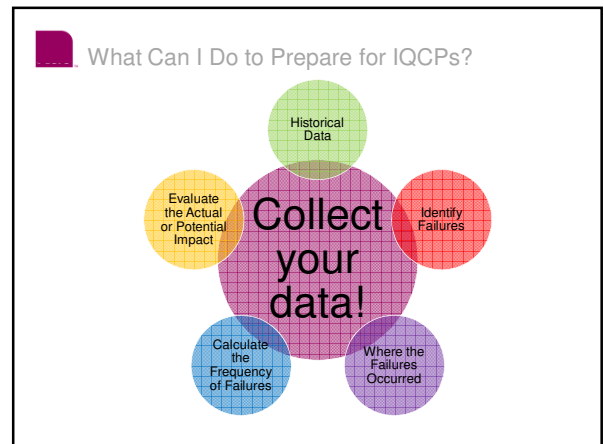 What Can I Do to Prepare for IQCPs?
Historical
Data
Identify
Failures
Where the
Failures
Occurred
Calculate
the
Frequency
of Failures
Evaluate
the Actual
or Potential
Impact
Collect
your
data!